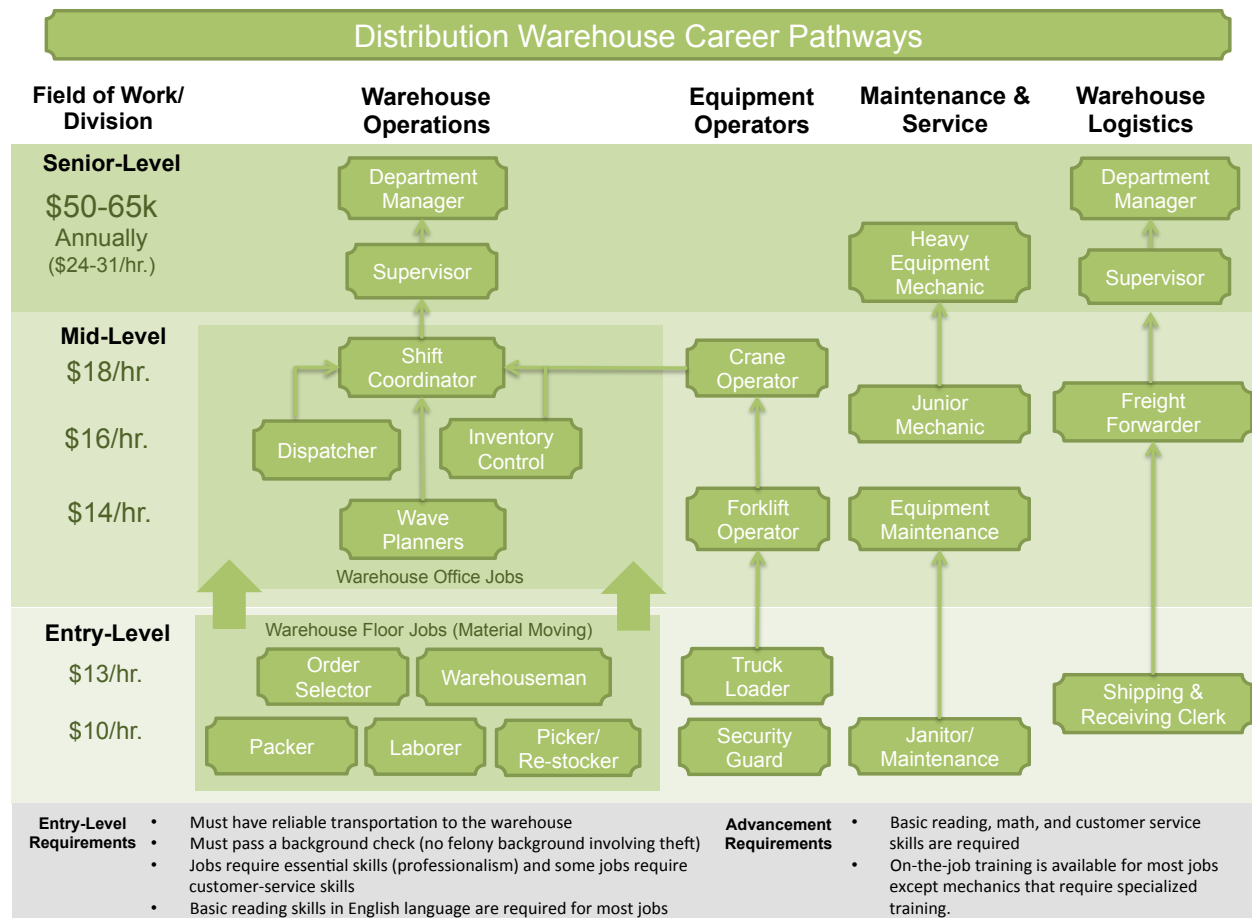 Distribution Warehouse Career Pathways
Field of Work/
Division
Warehouse
Operations
Equipment
Operators
Maintenance &
Service
Warehouse
Logistics
Senior-Level
$50-65k
Annually
($24-31/hr.)
Department
Manager
Supervisor
Heavy
Equipment
Mechanic
Department
Manager
Supervisor
Mid-Level
$18/hr.
$16/hr.
$14/hr.
Shift
Coordinator
Dispatcher
Inventory
Control
Wave
Planners
Warehouse Office Jobs
Crane
Operator
Forklift
Operator
Junior
Mechanic
Equipment
Maintenance
Freight
Forwarder
Entry-Level
$13/hr.
$10/hr.
Warehouse Floor Jobs (Material Moving)
Order
Selector
Warehouseman
Packer
Laborer
Picker/
Re-stocker
Truck
Loader
Security
Guard
Janitor/
Maintenance
Shipping &
Receiving Clerk
Entry-Level
Requirements
• Must have reliable transportation to the warehouse
• Must pass a background check (no felony background involving theft)
• Jobs require essential skills (professionalism) and some jobs require
customer-service skills
• Basic reading skills in English language are required for most jobs
Advancement
Requirements
• Basic reading, math, and customer service
skills are required
• On-the-job training is available for most jobs
except mechanics that require specialized
training.